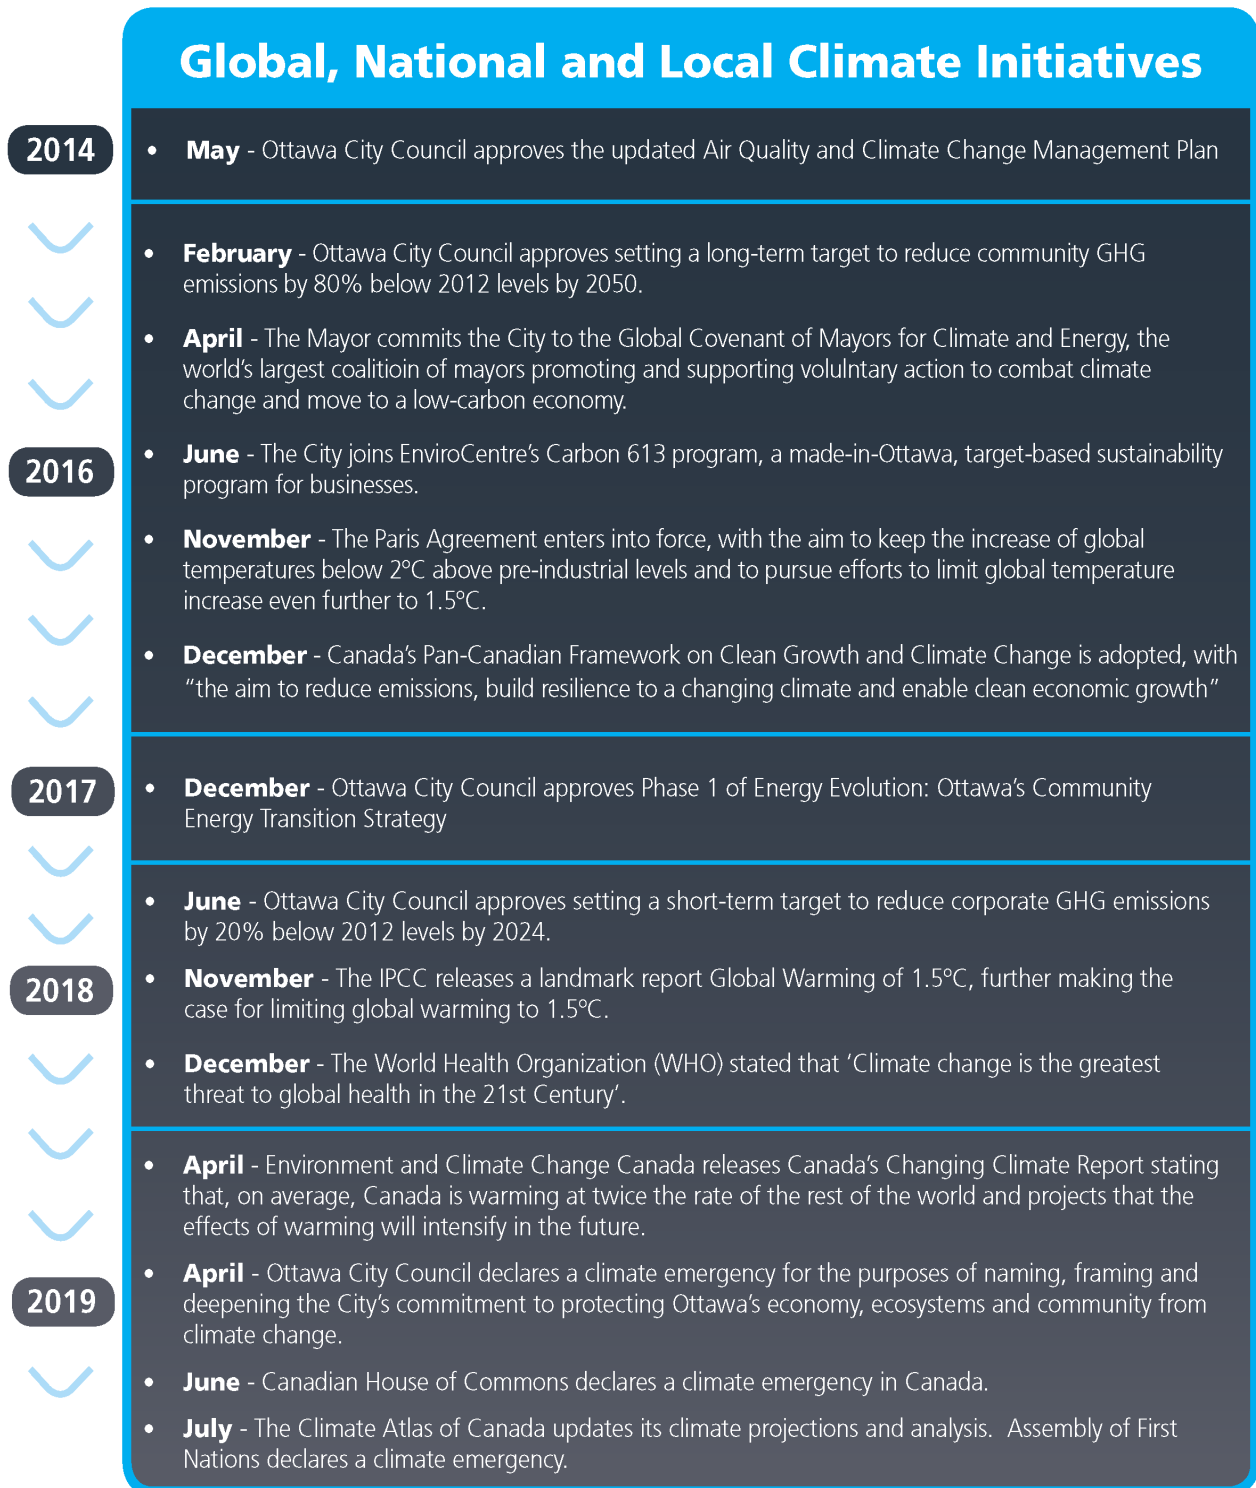 Global, National and Local Climate Initiatives
2014
• May - Ottawa City Council approves the updated Air Quality and Climate Change Management Plan
• February - Ottawa City Council approves setting a long-term target to reduce community GHG
emissions by 80% below 2012 levels by 2050.
• April - The Mayor commits the City to the Global Covenant of Mayors for Climate and Energy, the
world's largest coalitioin of mayors promoting and supporting volulntary action to combat climate
change and move to a low-carbon economy.
2016
• June - The City joins EnviroCentre's Carbon 613 program, a made-in-Ottawa, target-based sustainability
program for businesses.
• November - The Paris Agreement enters into force, with the aim to keep the increase of global
temperatures below 2ºC above pre-industrial levels and to pursue efforts to limit global temperature
increase even further to 1.5ºC.
• December - Canada's Pan-Canadian Framework on Clean Growth and Climate Change is adopted, with
“the aim to reduce emissions, build resilience to a changing climate and enable clean economic growth”
2017
• December - Ottawa City Council approves Phase 1 of Energy Evolution: Ottawa's Community
Energy Transition Strategy
• June - Ottawa City Council approves setting a short-term target to reduce corporate GHG emissions
by 20% below 2012 levels by 2024.
2018
• November - The IPCC releases a landmark report Global Warming of 1.5ºC, further making the
case for limiting global warming to 1.5ºC.
• December - The World Health Organization (WHO) stated that ‘Climate change is the greatest
threat to global health in the 21st Century’.
• April - Environment and Climate Change Canada releases Canada's Changing Climate Report stating
that, on average, Canada is warming at twice the rate of the rest of the world and projects that the
effects of warming will intensify in the future.
2019
• April - Ottawa City Council declares a climate emergency for the purposes of naming, framing and
deepening the City's commitment to protecting Ottawa's economy, ecosystems and community from
climate change.
• June - Canadian House of Commons declares a climate emergency in Canada.
• July - The Climate Atlas of Canada updates its climate projections and analysis.  Assembly of First
Nations declares a climate emergency.